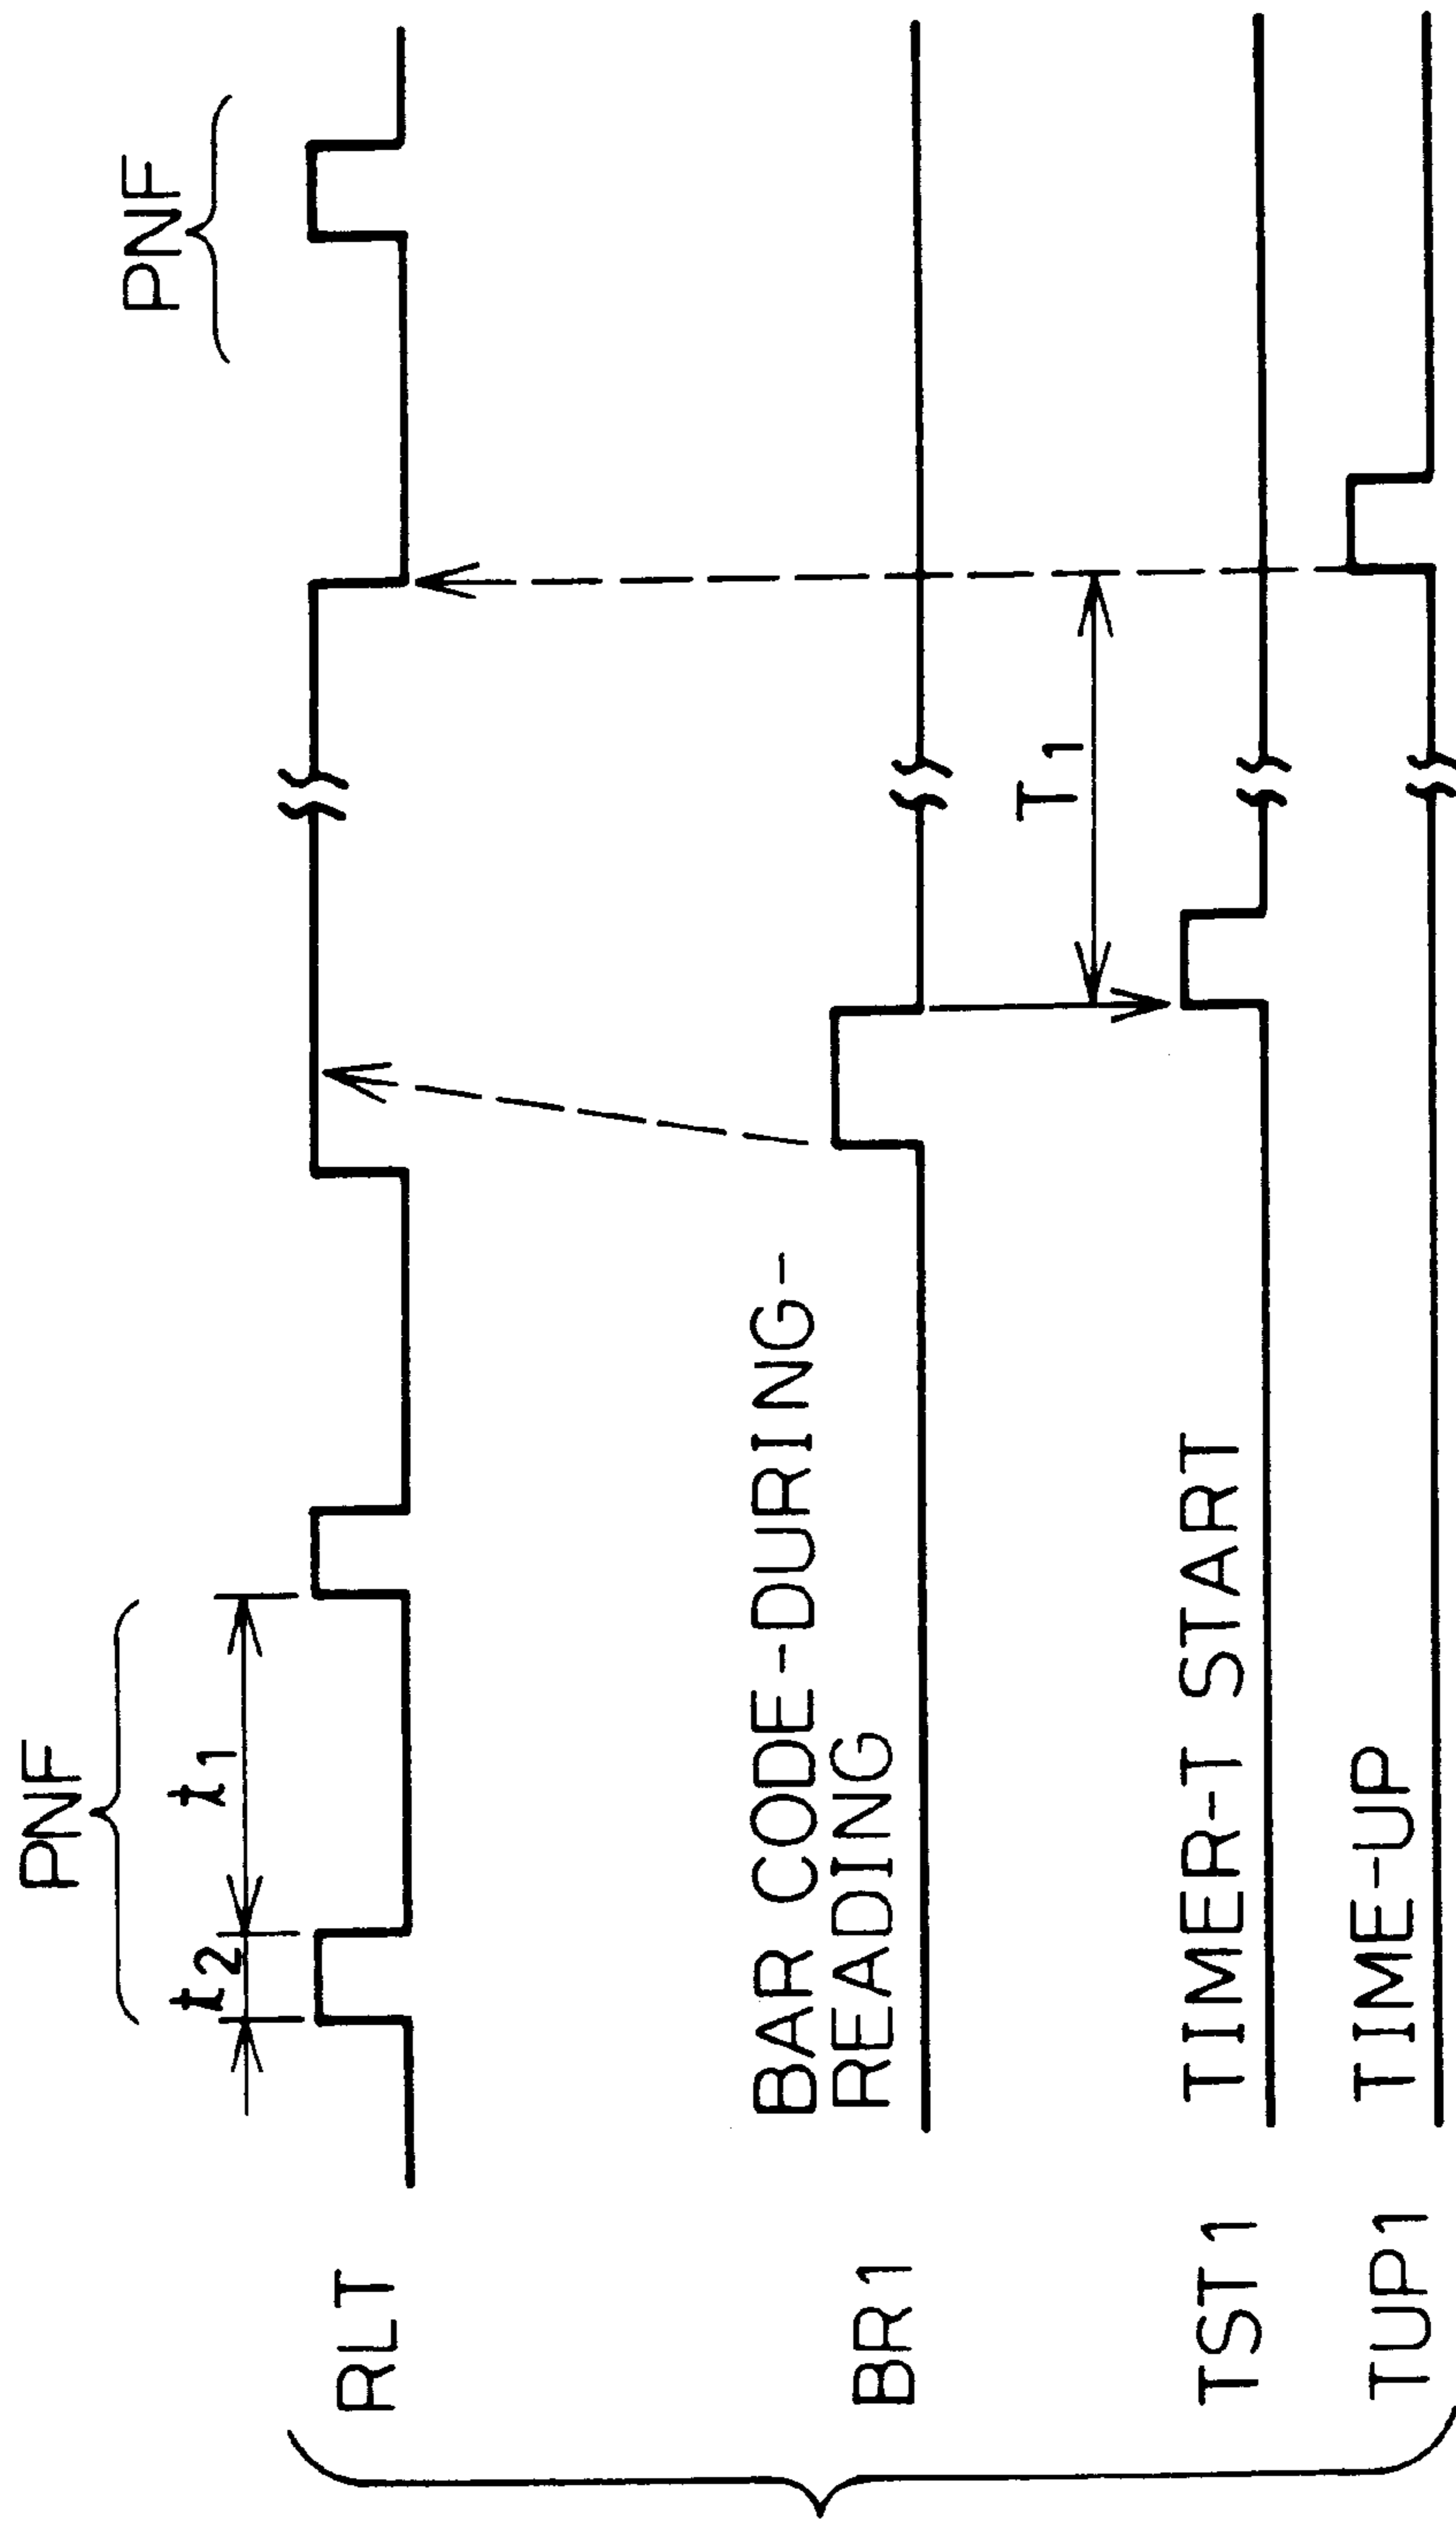 PNF
PNF
t2
t1
RLT
BAR CODE-DURING-
READING
BR1
T1
TIMER-T START
TST1
TIME-UP
TUP1